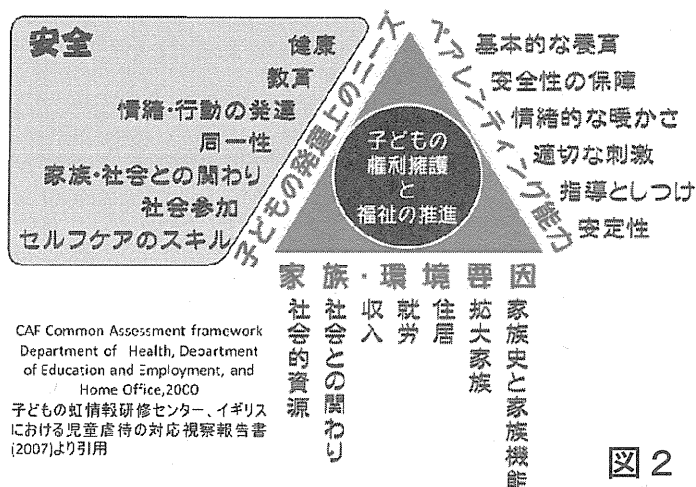 安全
健康
教育
情緒・行動の発達
同一性
家族・社会との関わり
社会参加
セルフケアのスキル
子どもの発達上のニーズ
ペアレンティング能力
基本的な養育
安全性の保障
情緒的な暖かさ
適切な刺激
指導としつけ
安定性
子どもの
権利擁護
と
福祉の推進
家族・環境要因
社会的資源
社会との関わり
収入
就労
住居
拡大家族
家族史と家族機能
CAF Common Assessment framework
Department of Health, Department
of Education and Employment, and
Home Office,2000
子どもの虹情報研修センター、イギリス
における児童虐待の対応視察報告書
(2007)より引用
図2